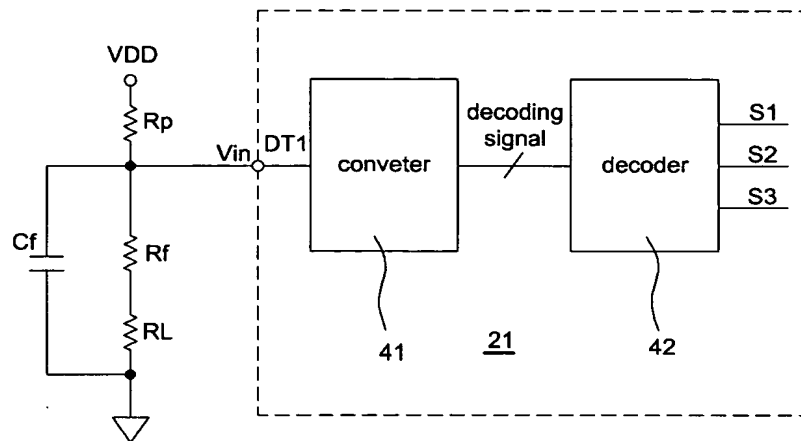 VDD
Rp
Vin
DT1
conveter
decoding
signal
decoder
S1
S2
S3
Cf
Rf
RL
41
21
42